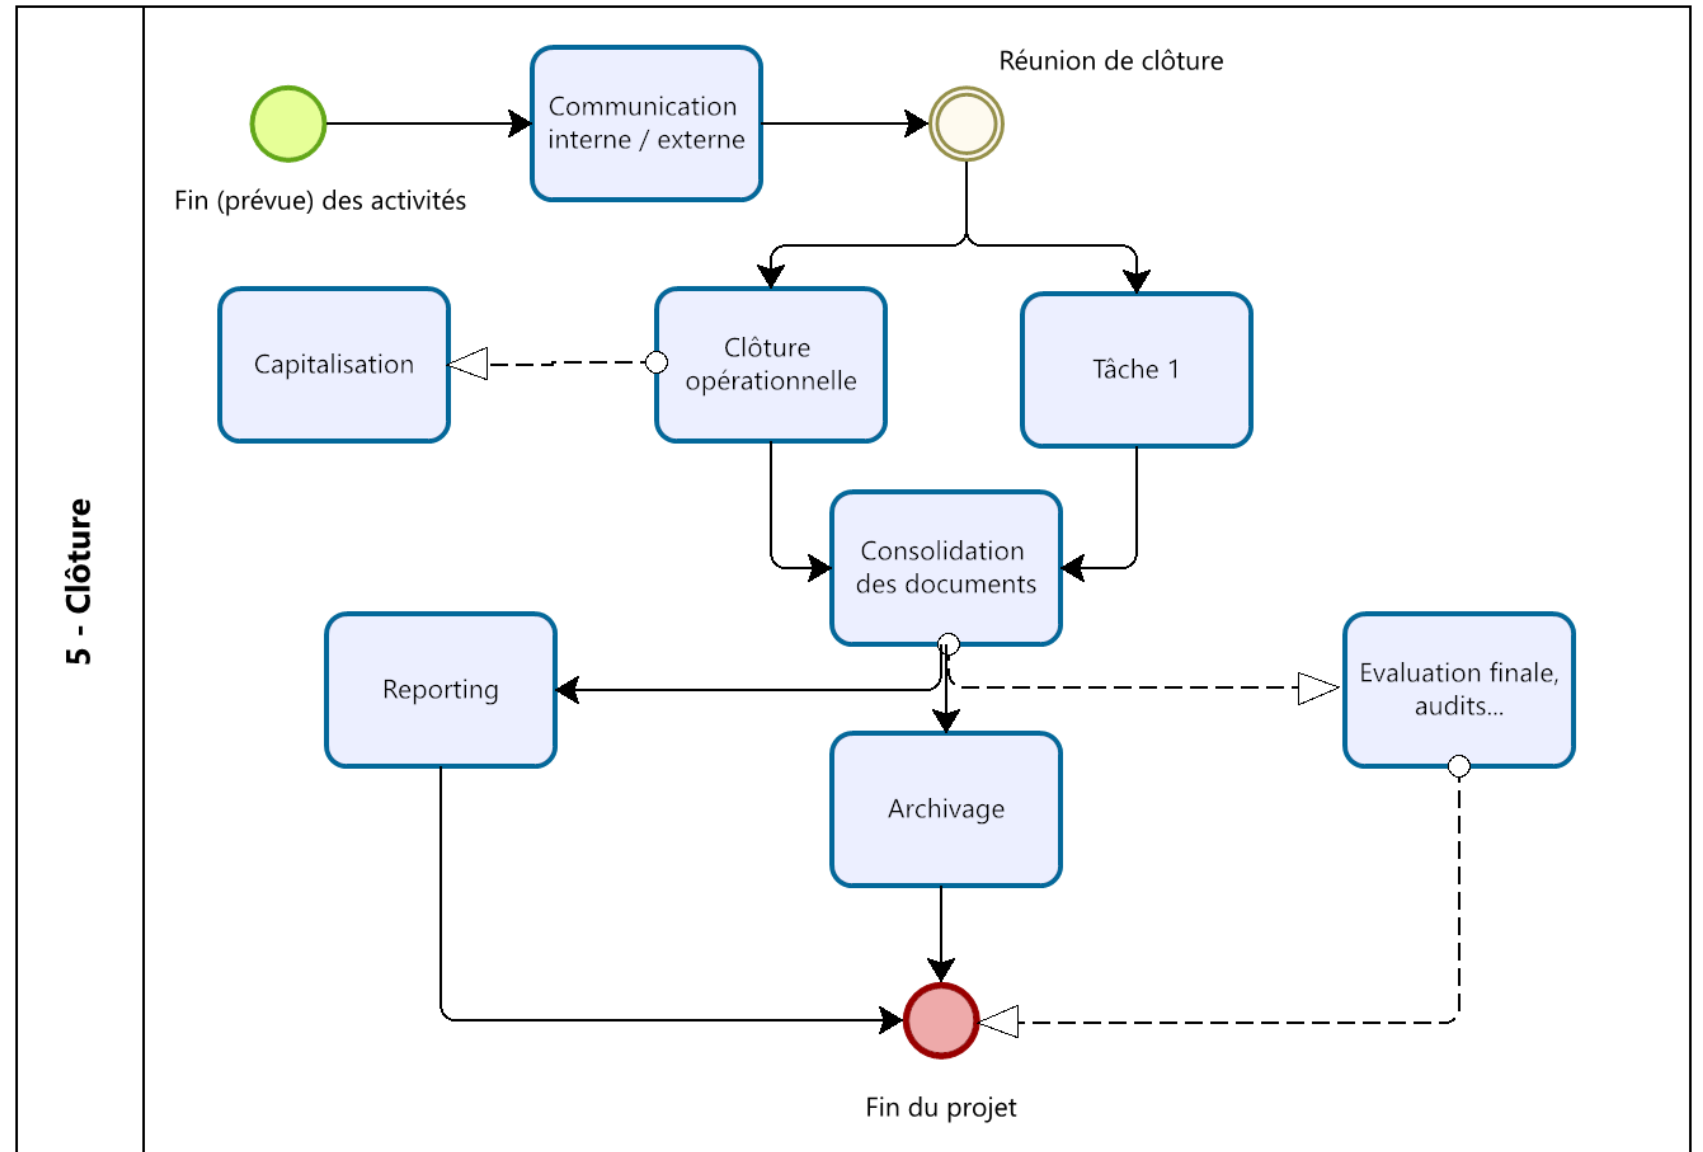 5 - Clôture
Réunion de clôture
Communication
interne / externe
Fin (prévue) des activités
Capitalisation
Clôture
opérationnelle
Tâche 1
Consolidation
des documents
Reporting
Evaluation finale,
audits...
Archivage
Fin du projet